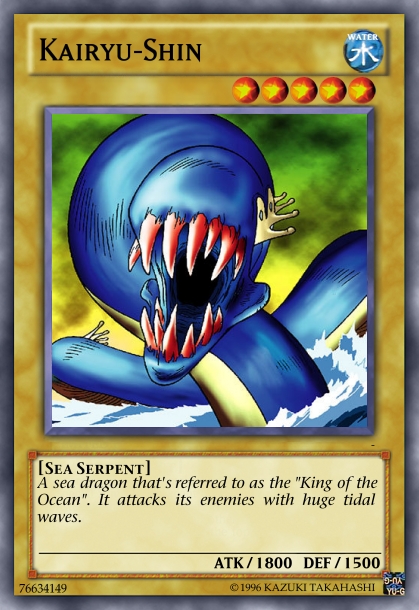 Kairyu-Shin
WATER
水
[Sea Serpent]
A sea dragon that's referred to as the "King of the
Ocean". It attacks its enemies with huge tidal
waves.
ATK / 1800 DEF / 1500
76634149
©1996 KAZUKI TAKAHASHI